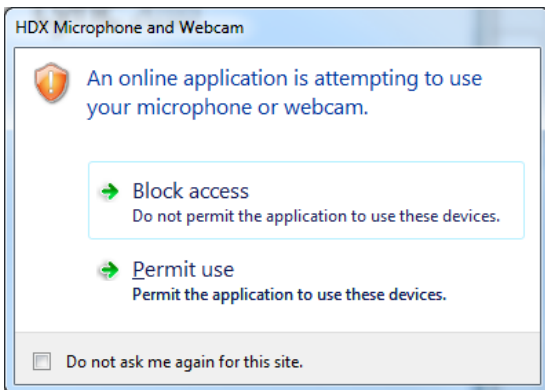 HDX Microphone and Webcam
An online application is attempting to use
your microphone or webcam.
Block access
Do not permit the application to use these devices.
Permit use
Permit the application to use these devices.
Do not ask me again for this site.